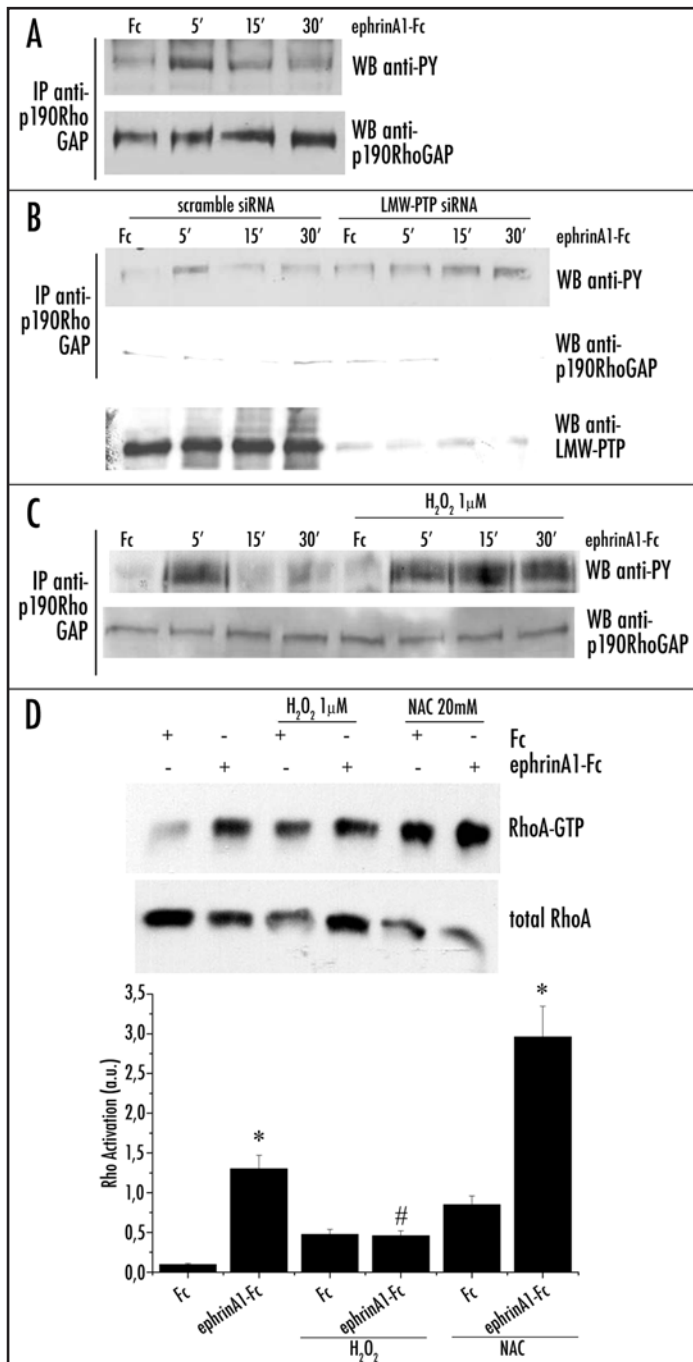 A
Fc 5′ 15′ 30′ ephrinA1-Fc
IP anti-
p190Rho
GAP
WB anti-PY
WB anti-
p190RhoGAP
B
scramble siRNA LMW-PTP siRNA
Fc 5′ 15′ 30′ Fc 5′ 15′ 30′ ephrinA1-Fc
IP anti-
p190Rho
GAP
WB anti-PY
WB anti-
p190RhoGAP
WB anti-
LMW-PTP
C
H₂O₂ 1μM
Fc 5′ 15′ 30′ Fc 5′ 15′ 30′ ephrinA1-Fc
IP anti-
p190Rho
GAP
WB anti-PY
WB anti-
p190RhoGAP
D
H₂O₂ 1μM NAC 20mM
+ - + - + - Fc
- + - + - + ephrinA1-Fc
RhoA-GTP
total RhoA
Rho Activation (a.u.)
3,5
3,0
2,5
2,0
1,5
1,0
0,5
0,0
* # *
Fc ephrinA1-Fc Fc ephrinA1-Fc Fc ephrinA1-Fc
H₂O₂ NAC